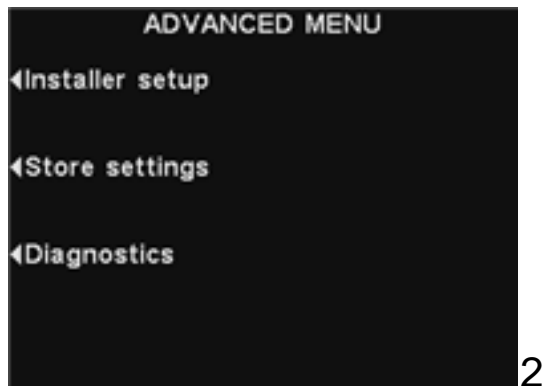 ADVANCED MENU
◀Installer setup
◀Store settings
◀Diagnostics
2